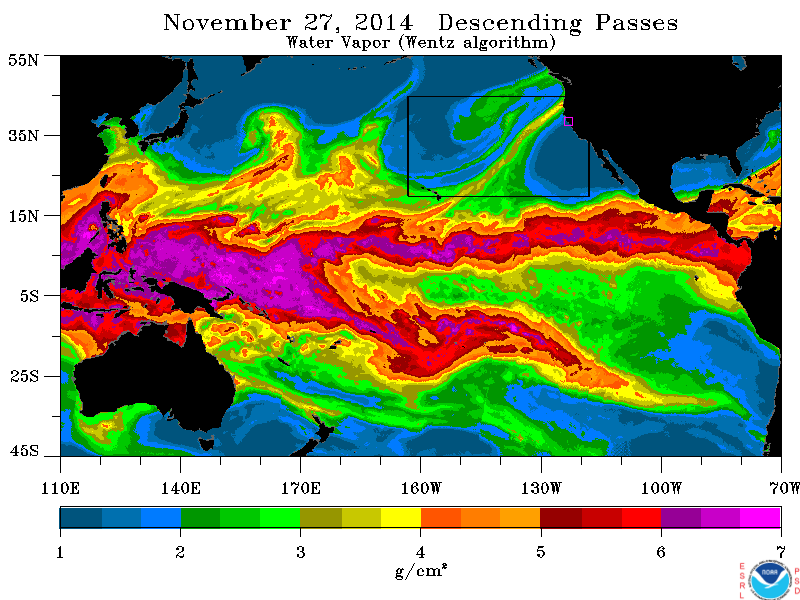 November 27, 2014 Descending Passes
Water Vapor (Wentz algorithm)
55N
35N
15N
5S
25S
45S
110E 140E 170E 160W 130W 100W 70W
1 2 3 4 5 6 7
g/cm²
ESRL NOAA PSD